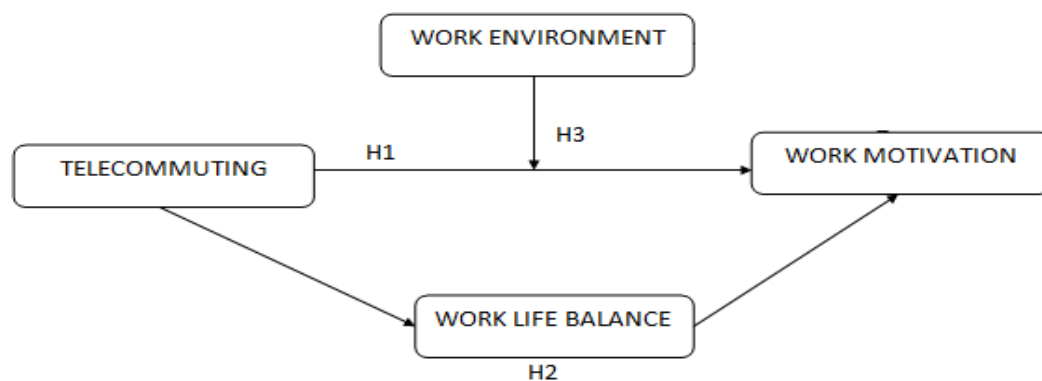 WORK ENVIRONMENT
H3
H1
TELECOMMUTING
WORK MOTIVATION
WORK LIFE BALANCE
H2